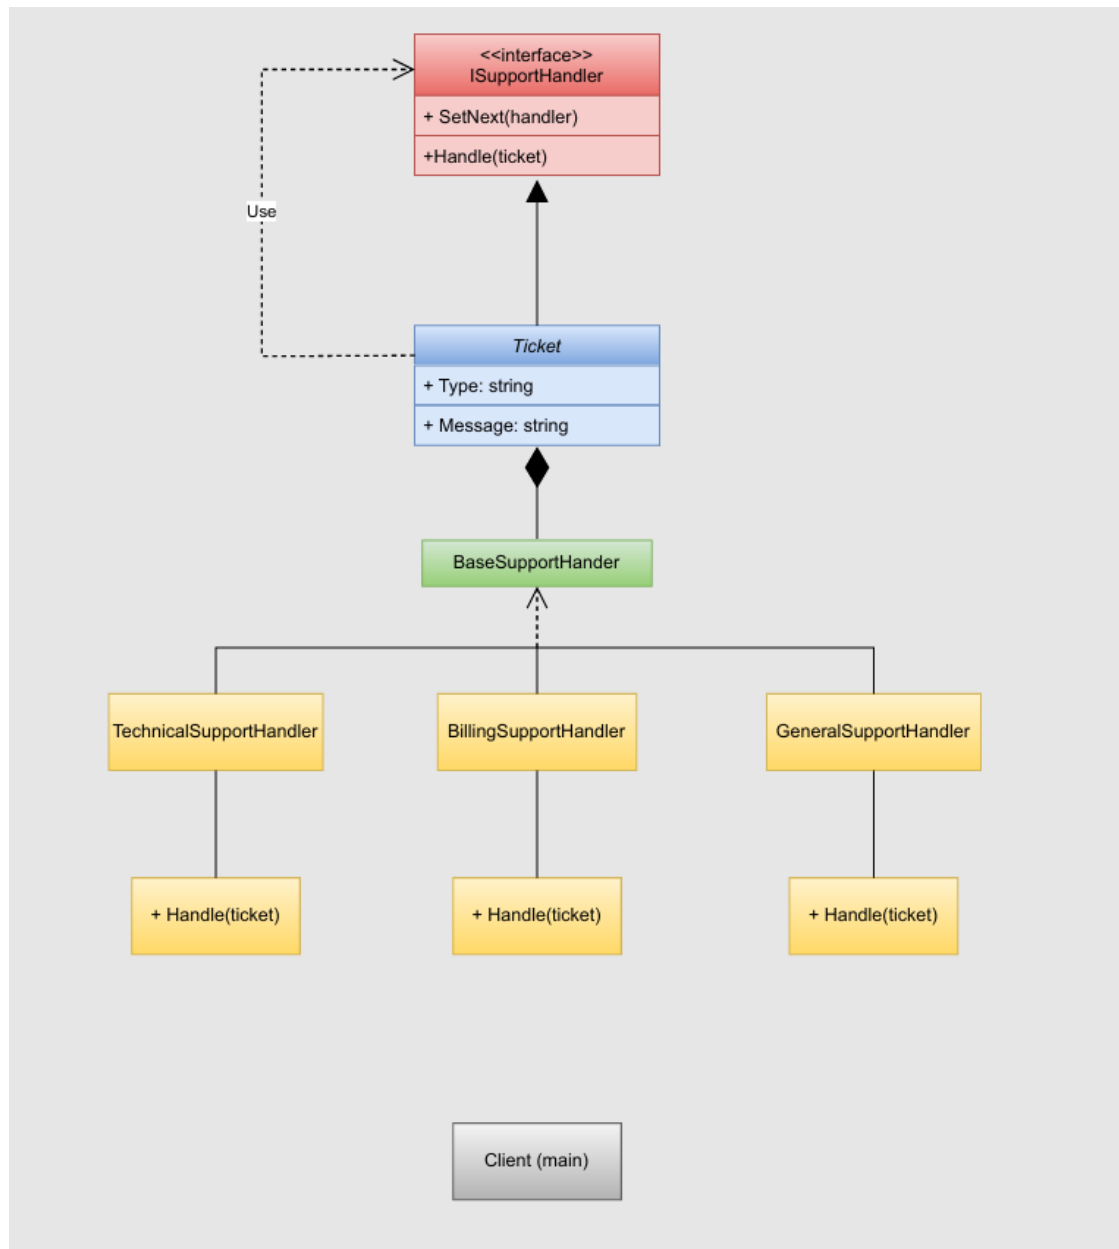 <<interface>>
ISupportHandler
+ SetNext(handler)
+Handle(ticket)
Use
Ticket
+ Type: string
+ Message: string
BaseSupportHander
TechnicalSupportHandler
BillingSupportHandler
GeneralSupportHandler
+ Handle(ticket)
+ Handle(ticket)
+ Handle(ticket)
Client (main)